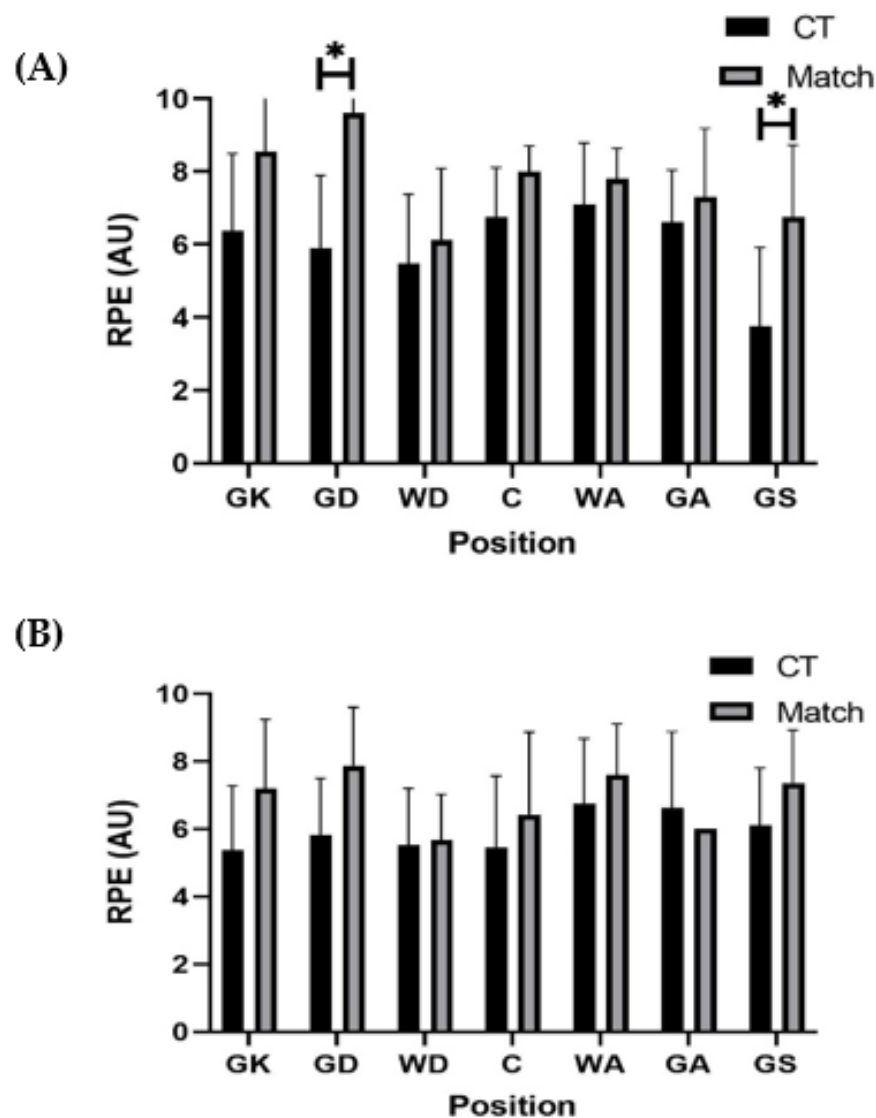 (A)
CT
Match
*
*
RPE (AU)
10
8
6
4
2
0
GK GD WD C WA GA GS
Position
(B)
CT
Match
RPE (AU)
10
8
6
4
2
0
GK GD WD C WA GA GS
Position